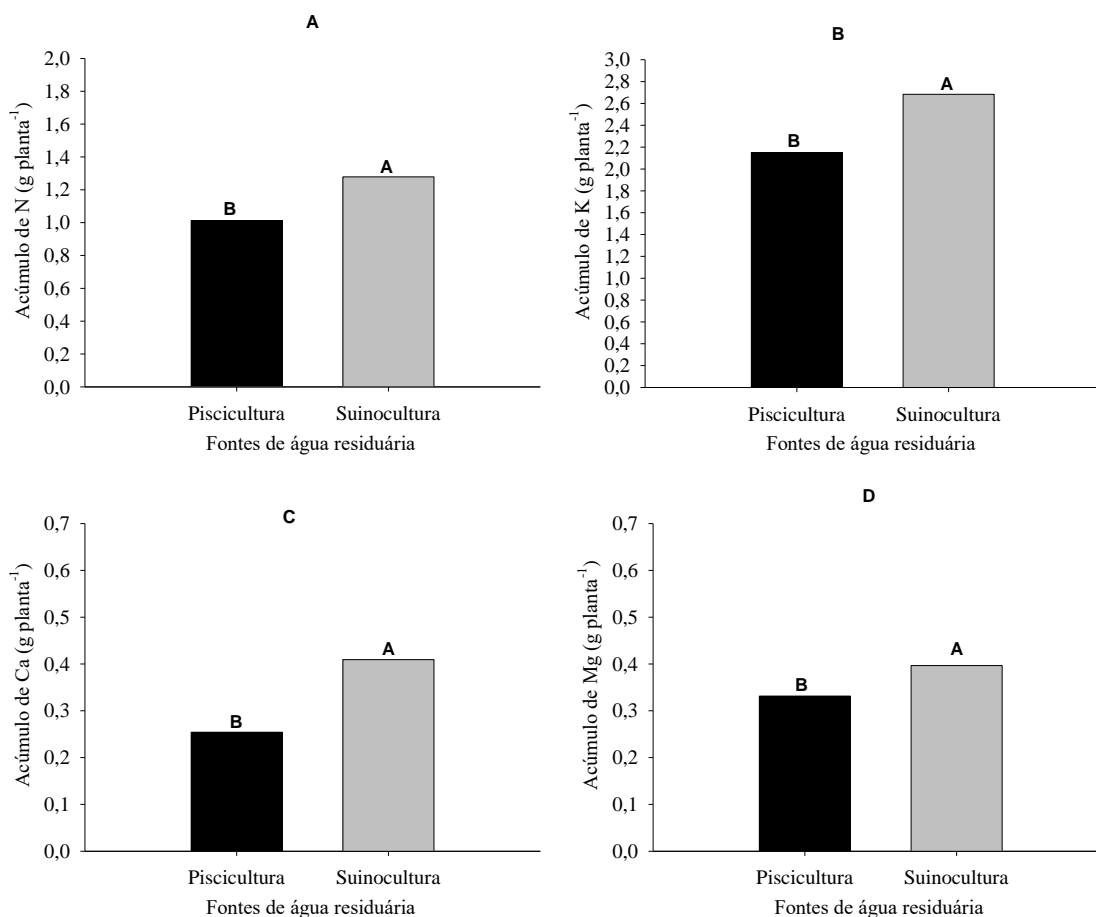 A
Acúmulo de N (g planta-1)
2,0
1,8
1,6
1,4
1,2
1,0
0,8
0,6
0,4
0,2
0,0
B
A
Piscicultura Suinocultura
Fontes de água residuária
B
Acúmulo de K (g planta-1)
3,0
2,8
2,6
2,4
2,2
2,0
1,8
1,6
1,4
1,2
1,0
0,8
0,6
0,4
0,2
0,0
B
A
Piscicultura Suinocultura
Fontes de água residuária
C
Acúmulo de Ca (g planta-1)
0,7
0,6
0,5
0,4
0,3
0,2
0,1
0,0
B
A
Piscicultura Suinocultura
Fontes de água residuária
D
Acúmulo de Mg (g planta-1)
0,7
0,6
0,5
0,4
0,3
0,2
0,1
0,0
B
A
Piscicultura Suinocultura
Fontes de água residuária